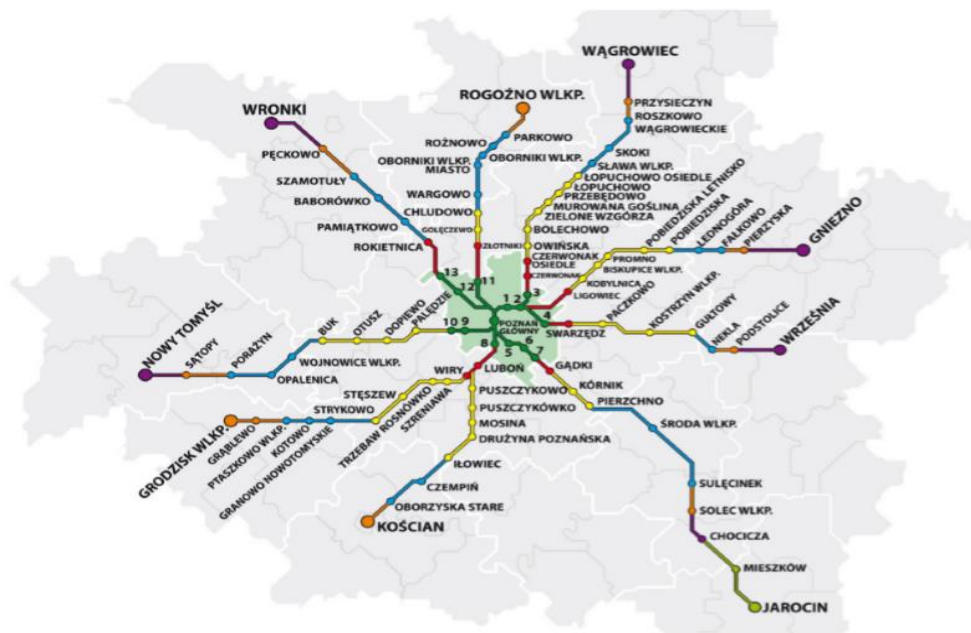 WĄGROWIEC
PRZYSIECZYN
ROSZKOWO
WĄGROWIECKIE
SKOKI
SŁAWA WLKP.
ŁOPUCHOWO OSIEDLE
ŁOPUCHOWO
PRZEBĘDOWO
MUROWANA GOŚLINA
ZIELONE WZGÓRZA
BOLECHOWO
OWIŃSKA
CZERWONAK
OSIEDLE
CZERWONAK
ROGOŹNO WLKP.
PARKOWO
ROŻNOWO
OBORNIKI WLKP.
OBORNIKI WLKP.
MIASTO
WARGOWO
CHLUDOWO
GOLĘCZEWO
ZŁOTNIKI
WRONKI
PĘCKOWO
SZAMOTUŁY
BABORÓWKO
PAMIĄTKOWO
ROKIETNICA
GNIEZNO
PIERZYSKA
FAŁKOWO
LEDNOGÓRA
POBIEDZISKA
POBIEDZISKA LETNISKO
PROMNO
BISKUPICE WLKP.
KOBYLNICA
LIGOWIEC
13
12
11
1
2
3
4
POZNAŃ
GŁÓWNY
10
9
8
5
6
7
SWARZĘDZ
PACZKOWO
KOSTRZYN WLKP.
GUŁTOWY
NEKLA
PODSTOLICE
WRZEŚNIA
NOWY TOMYŚL
SĄTOPY
PORAŻYN
OPALENICA
WOJNOWICE WLKP.
BUK
OTUSZ
DOPIEWO
PALĘDZIE
GRODZISK WLKP.
GRĄBLEWO
PTASZKOWO WLKP.
KOTOWO
GRANOWO NOWOTOMYSKIE
STRYKOWO
STĘSZEW
TRZEBAW ROSNÓWKO
SZRENIAWA
WIRY
LUBOŃ
PUSZCZYKOWO
PUSZCZYKÓWKO
MOSINA
DRUŻYNA POZNAŃSKA
IŁOWIEC
CZEMPIŃ
OBORZYSKA STARE
KOŚCIAN
GĄDKI
KÓRNIK
PIERZCHNO
ŚRODA WLKP.
SULĘCINEK
SOLEC WLKP.
CHOCICZA
MIESZKÓW
JAROCIN